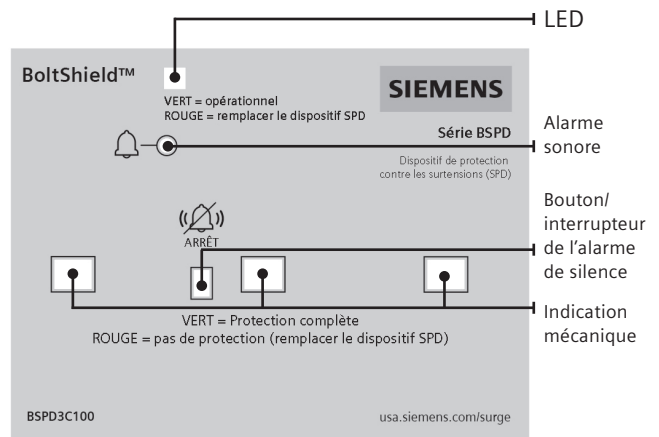 LED
BoltShield™
VERT = opérationnel
ROUGE = remplacer le dispositif SPD
SIEMENS
Série BSPD
Dispositif de protection
contre les surtensions (SPD)
Alarme
sonore
ARRÊT
Bouton/
interrupteur
de l'alarme
de silence
VERT = Protection complète
ROUGE = pas de protection (remplacer le dispositif SPD)
Indication
mécanique
BSPD3C100
usa.siemens.com/surge